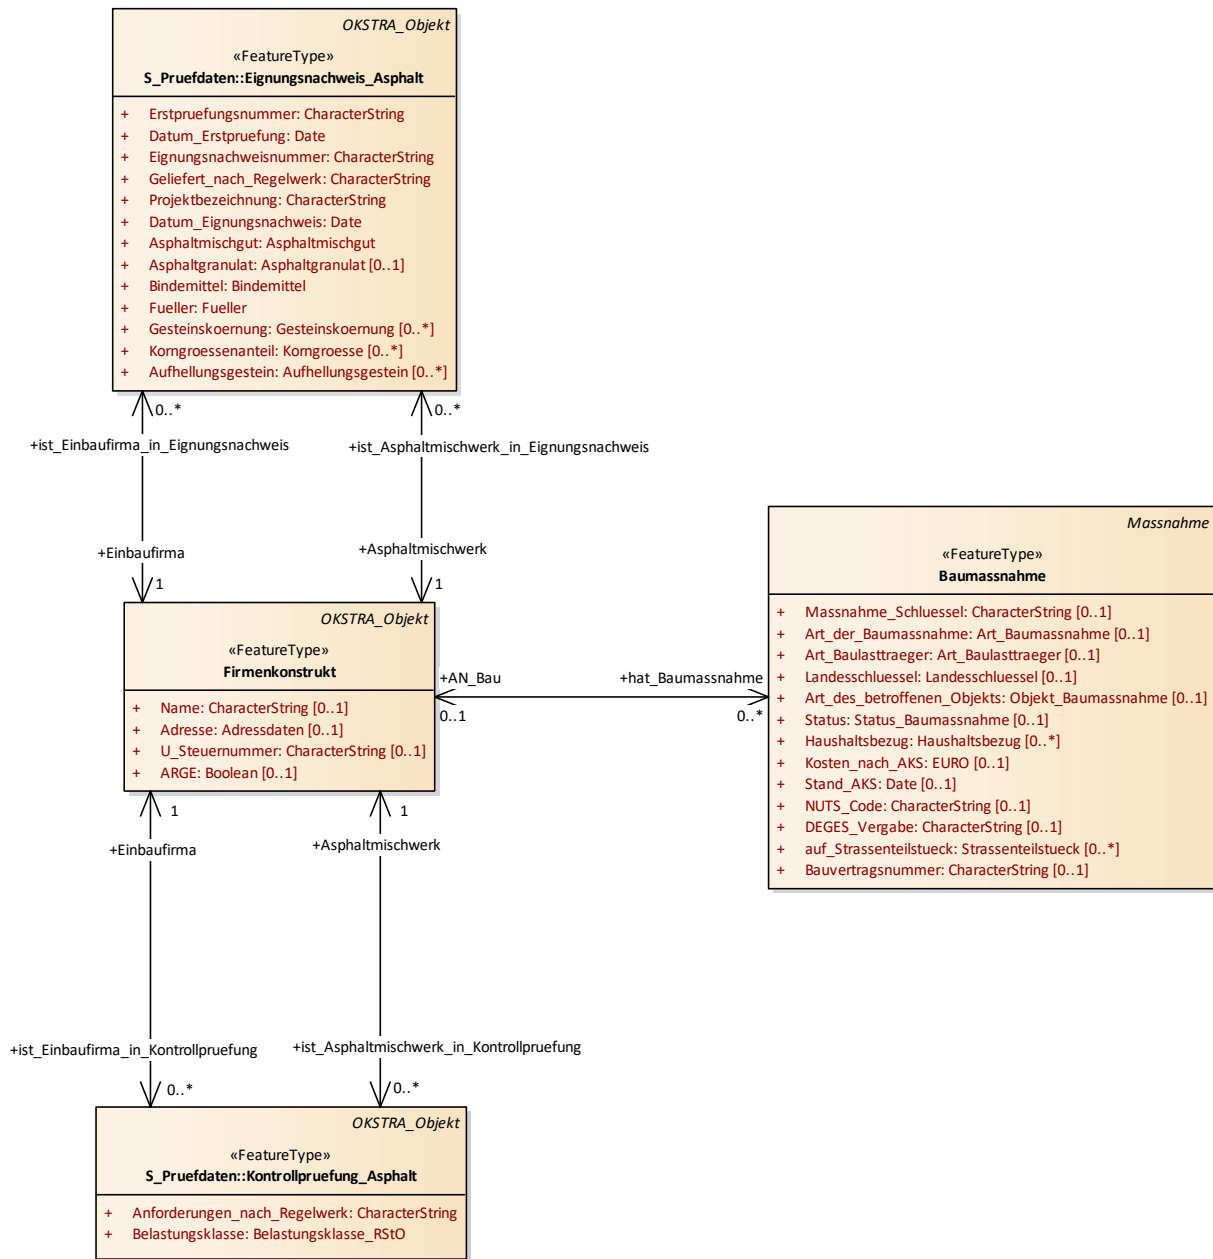 OKSTRA_Objekt
«FeatureType»
S_Pruefdaten::Eignungsnachweis_Asphalt
+ Erstpruefungsnummer: CharacterString
+ Datum_Erstpruefung: Date
+ Eignungsnachweisnummer: CharacterString
+ Geliefert_nach_Regelwerk: CharacterString
+ Projektbezeichnung: CharacterString
+ Datum_Eignungsnachweis: Date
+ Asphaltmischgut: Asphaltmischgut
+ Asphaltgranulat: Asphaltgranulat [0..1]
+ Bindemittel: Bindemittel
+ Fueller: Fueller
+ Gesteinskoernung: Gesteinskoernung [0..*]
+ Korngroessenanteil: Korngroesse [0..*]
+ Aufhellungsgestein: Aufhellungsgestein [0..*]
0..* 0..*
+ist_Einbaufirma_in_Eignungsnachweis +ist_Asphaltmischwerk_in_Eignungsnachweis
+Einbaufirma +Asphaltmischwerk
1 1
OKSTRA_Objekt
«FeatureType»
Firmenkonstrukt
+ Name: CharacterString [0..1]
+ Adresse: Adressdaten [0..1]
+ U_Steuernummer: CharacterString [0..1]
+ ARGE: Boolean [0..1]
+AN_Bau +hat_Baumassnahme
0..1 0..*
Massnahme
«FeatureType»
Baumassnahme
+ Massnahme_Schluessel: CharacterString [0..1]
+ Art_der_Baumassnahme: Art_Baumassnahme [0..1]
+ Art_Baulasttraeger: Art_Baulasttraeger [0..1]
+ Landesschluessel: Landesschluessel [0..1]
+ Art_des_betroffenen_Objekts: Objekt_Baumassnahme [0..1]
+ Status: Status_Baumassnahme [0..1]
+ Haushaltsbezug: Haushaltsbezug [0..*]
+ Kosten_nach_AKS: EURO [0..1]
+ Stand_AKS: Date [0..1]
+ NUTS_Code: CharacterString [0..1]
+ DEGES_Vergabe: CharacterString [0..1]
+ auf_Strassenteilstueck: Strassenteilstueck [0..*]
+ Bauvertragsnummer: CharacterString [0..1]
1 1
+Einbaufirma +Asphaltmischwerk
+ist_Einbaufirma_in_Kontrollpruefung +ist_Asphaltmischwerk_in_Kontrollpruefung
0..* 0..*
OKSTRA_Objekt
«FeatureType»
S_Pruefdaten::Kontrollpruefung_Asphalt
+ Anforderungen_nach_Regelwerk: CharacterString
+ Belastungsklasse: Belastungsklasse_RStO